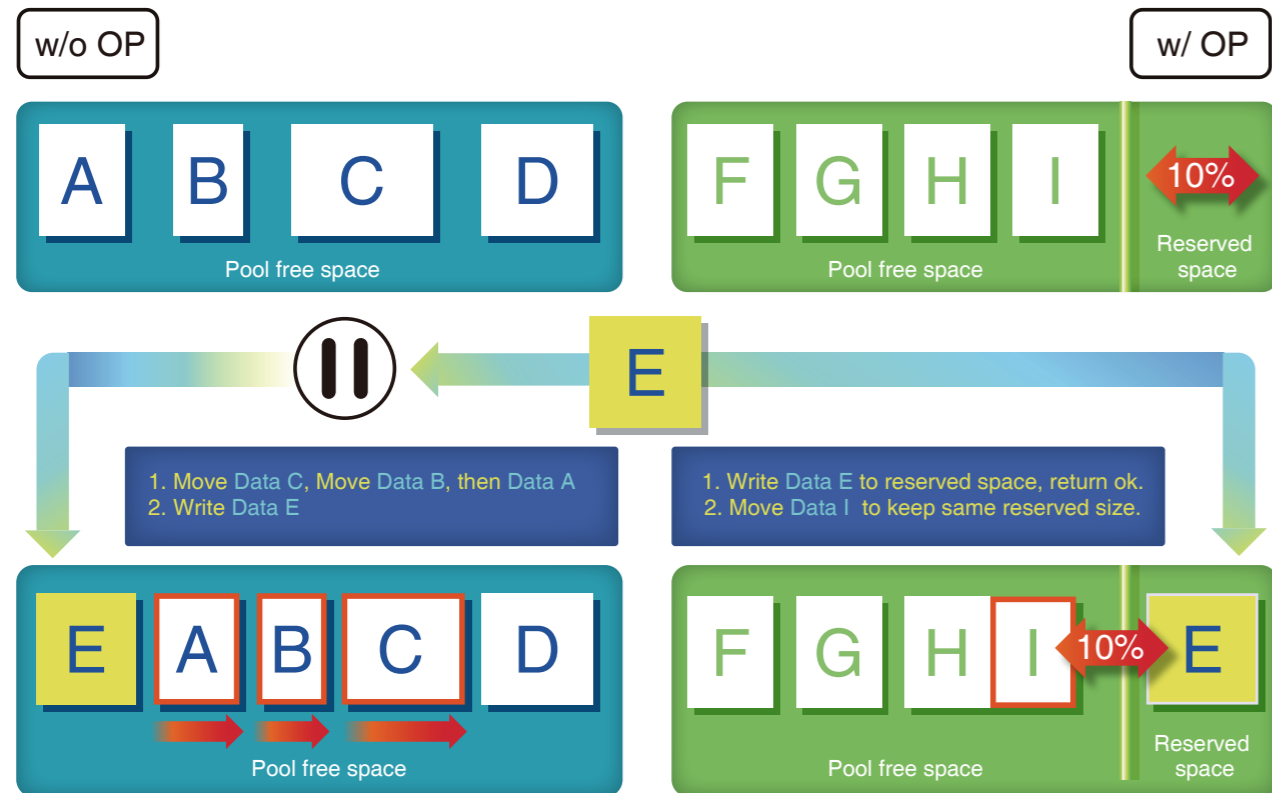 w/o OP
w/ OP
A B C D
Pool free space
F G H I
10%
Pool free space
Reserved
space
E
1. Move Data C, Move Data B, then Data A
2. Write Data E
1. Write Data E to reserved space, return ok.
2. Move Data I to keep same reserved size.
E A B C D
Pool free space
F G H I
10%
E
Pool free space
Reserved
space